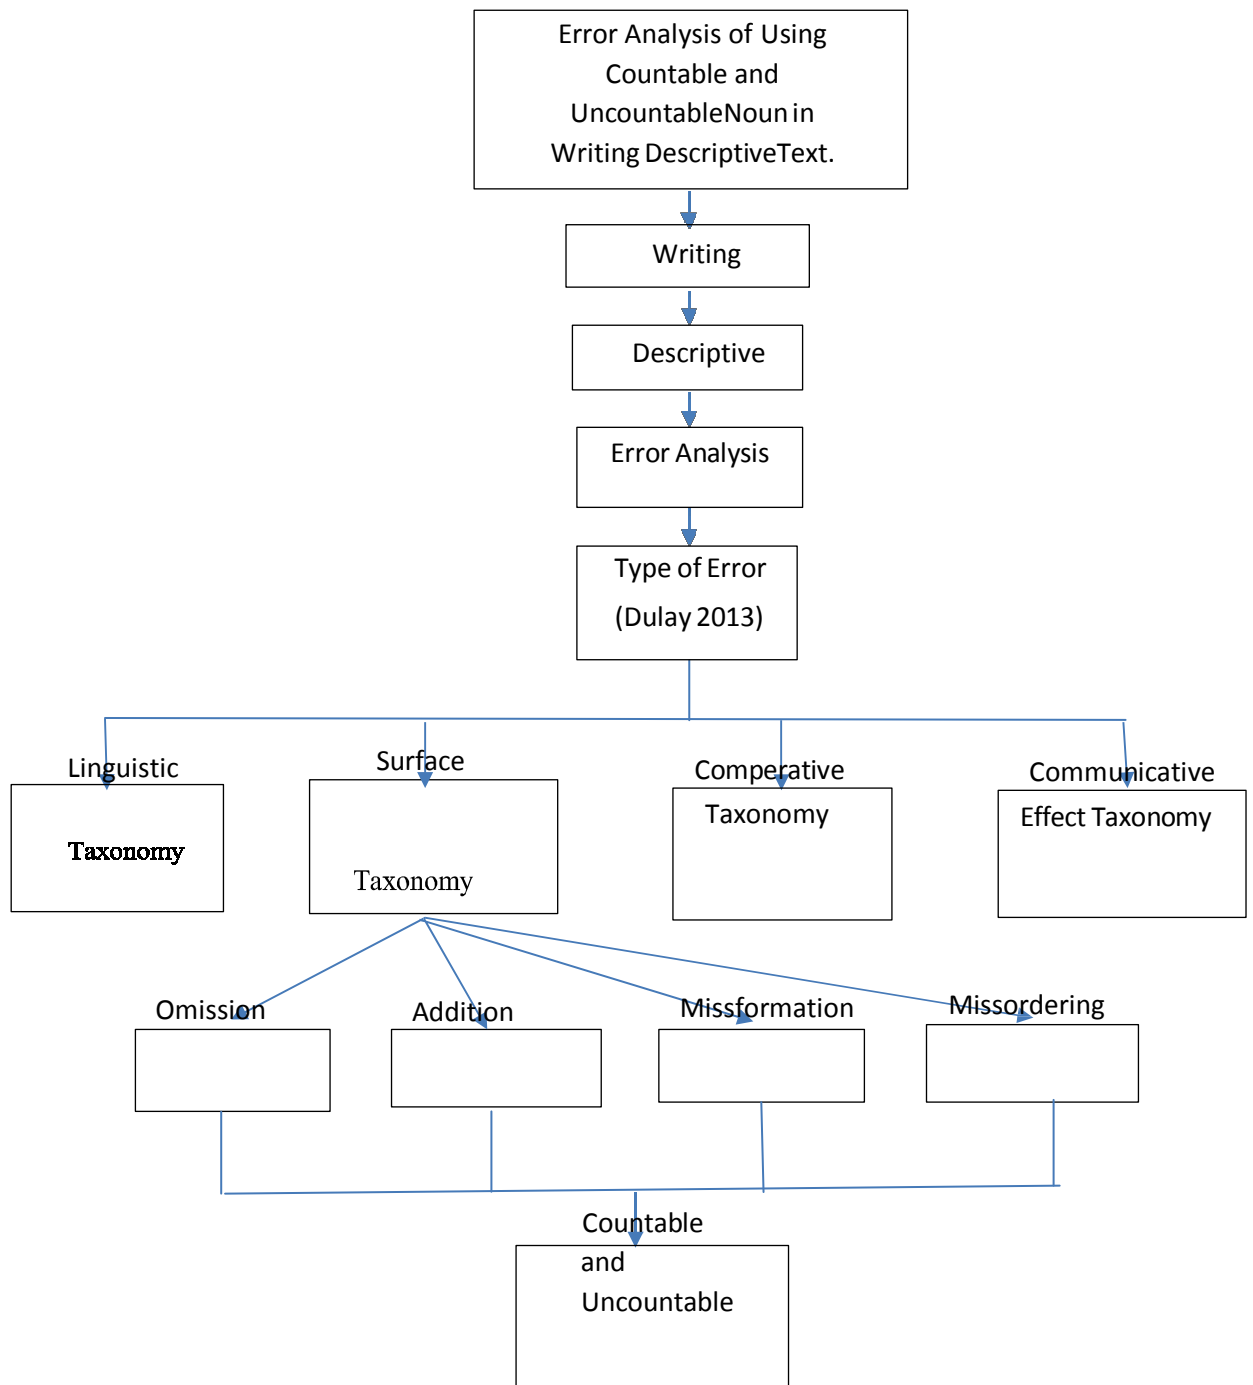 Error Analysis of Using
Countable and
UncountableNoun in
Writing DescriptiveText.
Writing
Descriptive
Error Analysis
Type of Error
(Dulay 2013)
Linguistic
Taxonomy
Surface
Taxonomy
Comperative
Taxonomy
Communicative
Effect Taxonomy
Omission
Addition
Missformation
Missordering
Countable
and
Uncountable